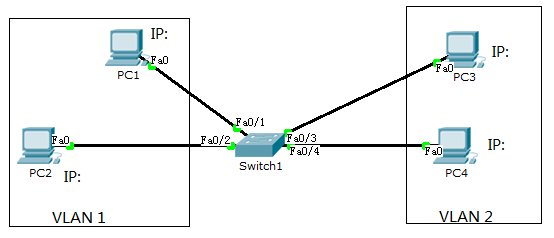 IP:
Fa0
PC1
IP:
Fa0
PC3
Fa0/1
Fa0/3
Fa0
Fa0/2
Fa0/4
Fa0
IP:
PC2
IP:
Switch1
PC4
VLAN 1
VLAN 2